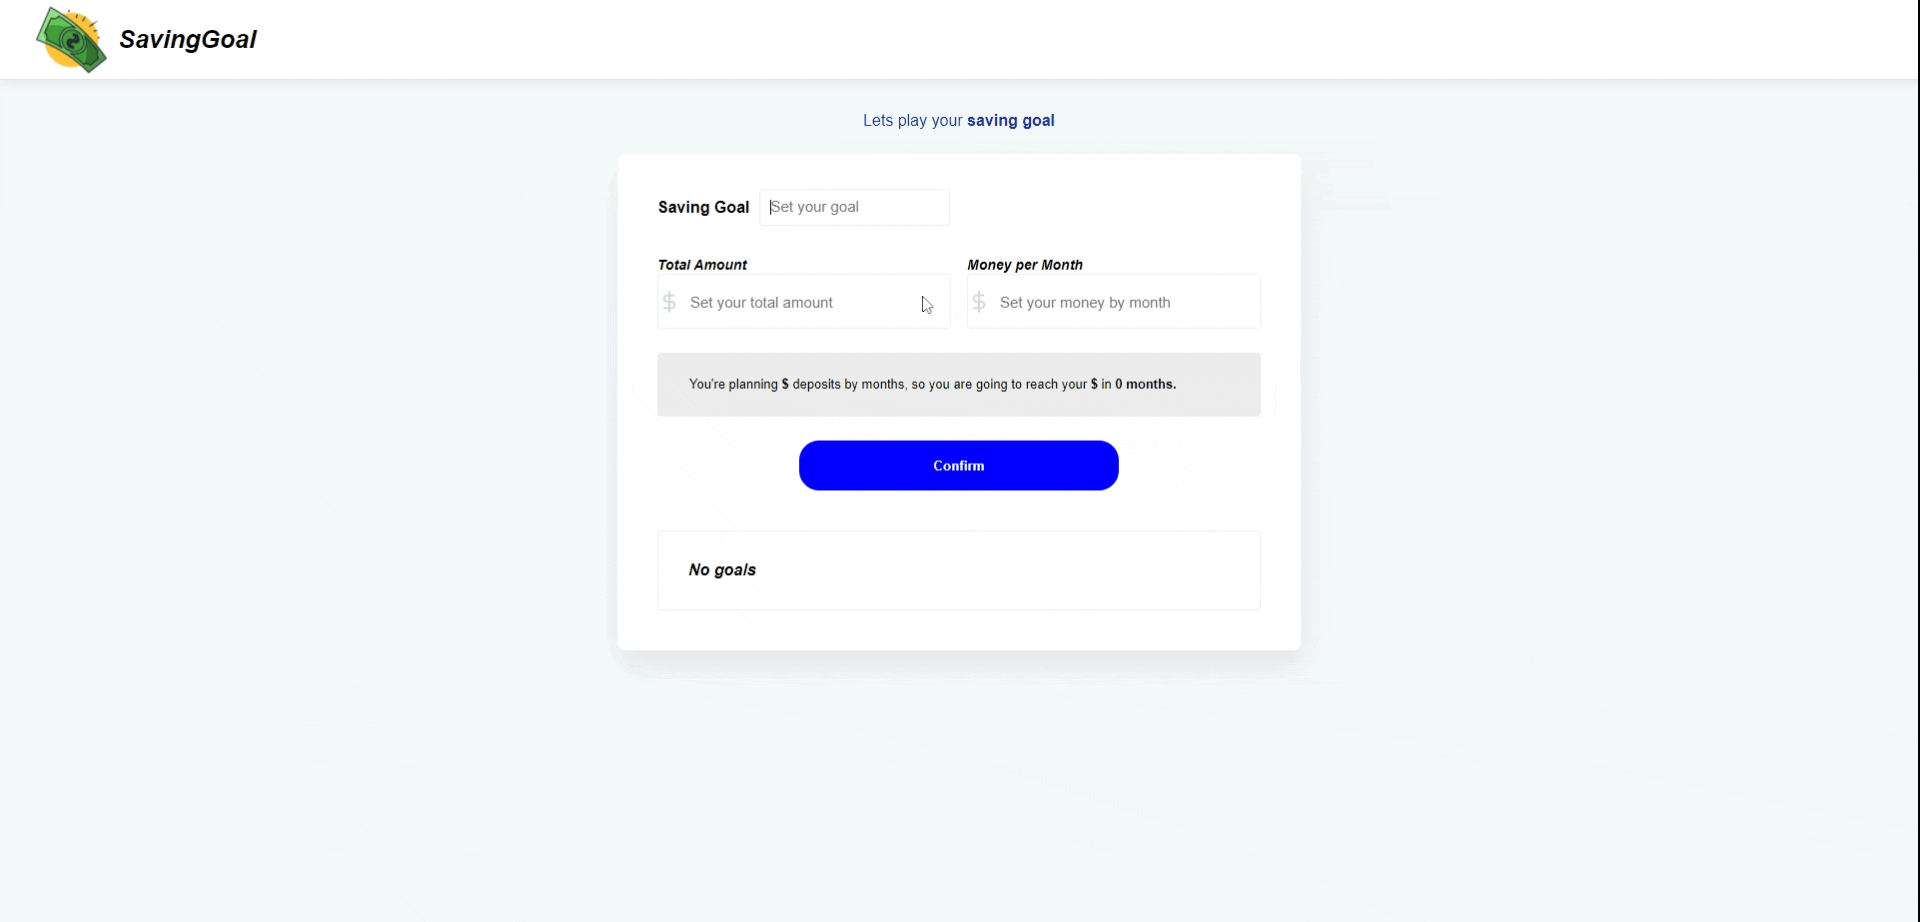 SavingGoal
Lets play your saving goal
Saving Goal Set your goal
Total Amount Money per Month
$ Set your total amount $ Set your money by month
You're planning $ deposits by months, so you are going to reach your $ in 0 months.
Confirm
No goals